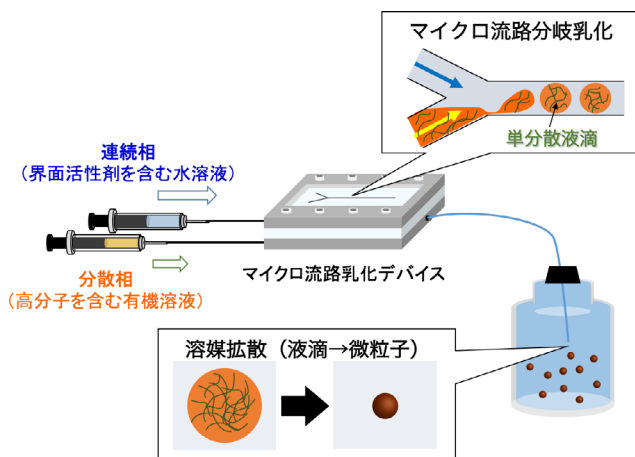 マイクロ流路分岐乳化
単分散液滴
連続相
（界面活性剤を含む水溶液）
分散相
（高分子を含む有機溶液）
マイクロ流路乳化デバイス
溶媒拡散（液滴→微粒子）